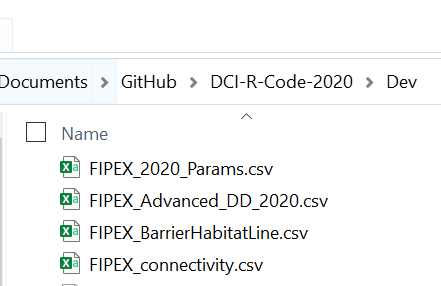 Documents > GitHub > DCI-R-Code-2020 > Dev
Name
FIPEX_2020_Params.csv
FIPEX_Advanced_DD_2020.csv
FIPEX_BarrierHabitatLine.csv
FIPEX_connectivity.csv